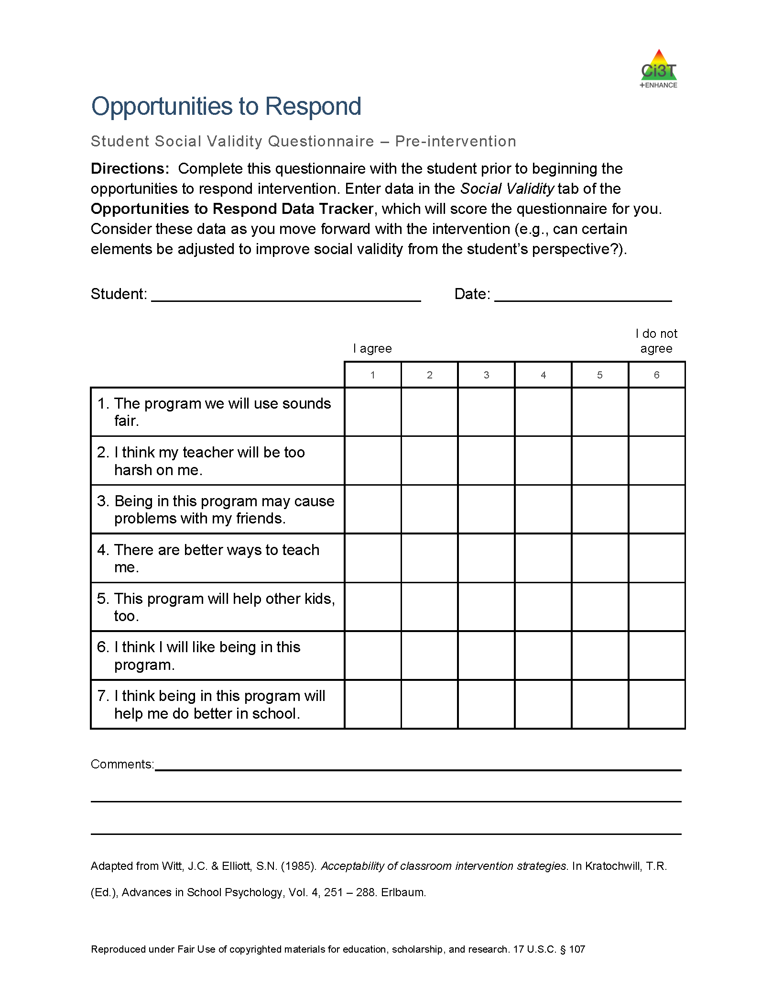 Ci3T
+ENHANCE
Opportunities to Respond
Student Social Validity Questionnaire – Pre-intervention
Directions:  Complete this questionnaire with the student prior to beginning the
opportunities to respond intervention. Enter data in the Social Validity tab of the
Opportunities to Respond Data Tracker, which will score the questionnaire for you.
Consider these data as you move forward with the intervention (e.g., can certain
elements be adjusted to improve social validity from the student’s perspective?).
Student: Date:
I agree
I do not
agree
1 2 3 4 5 6
1. The program we will use sounds
fair.
2. I think my teacher will be too
harsh on me.
3. Being in this program may cause
problems with my friends.
4. There are better ways to teach
me.
5. This program will help other kids,
too.
6. I think I will like being in this
program.
7. I think being in this program will
help me do better in school.
Comments:
Adapted from Witt, J.C. & Elliott, S.N. (1985). Acceptability of classroom intervention strategies. In Kratochwill, T.R.
(Ed.), Advances in School Psychology, Vol. 4, 251 – 288. Erlbaum.
Reproduced under Fair Use of copyrighted materials for education, scholarship, and research. 17 U.S.C. § 107